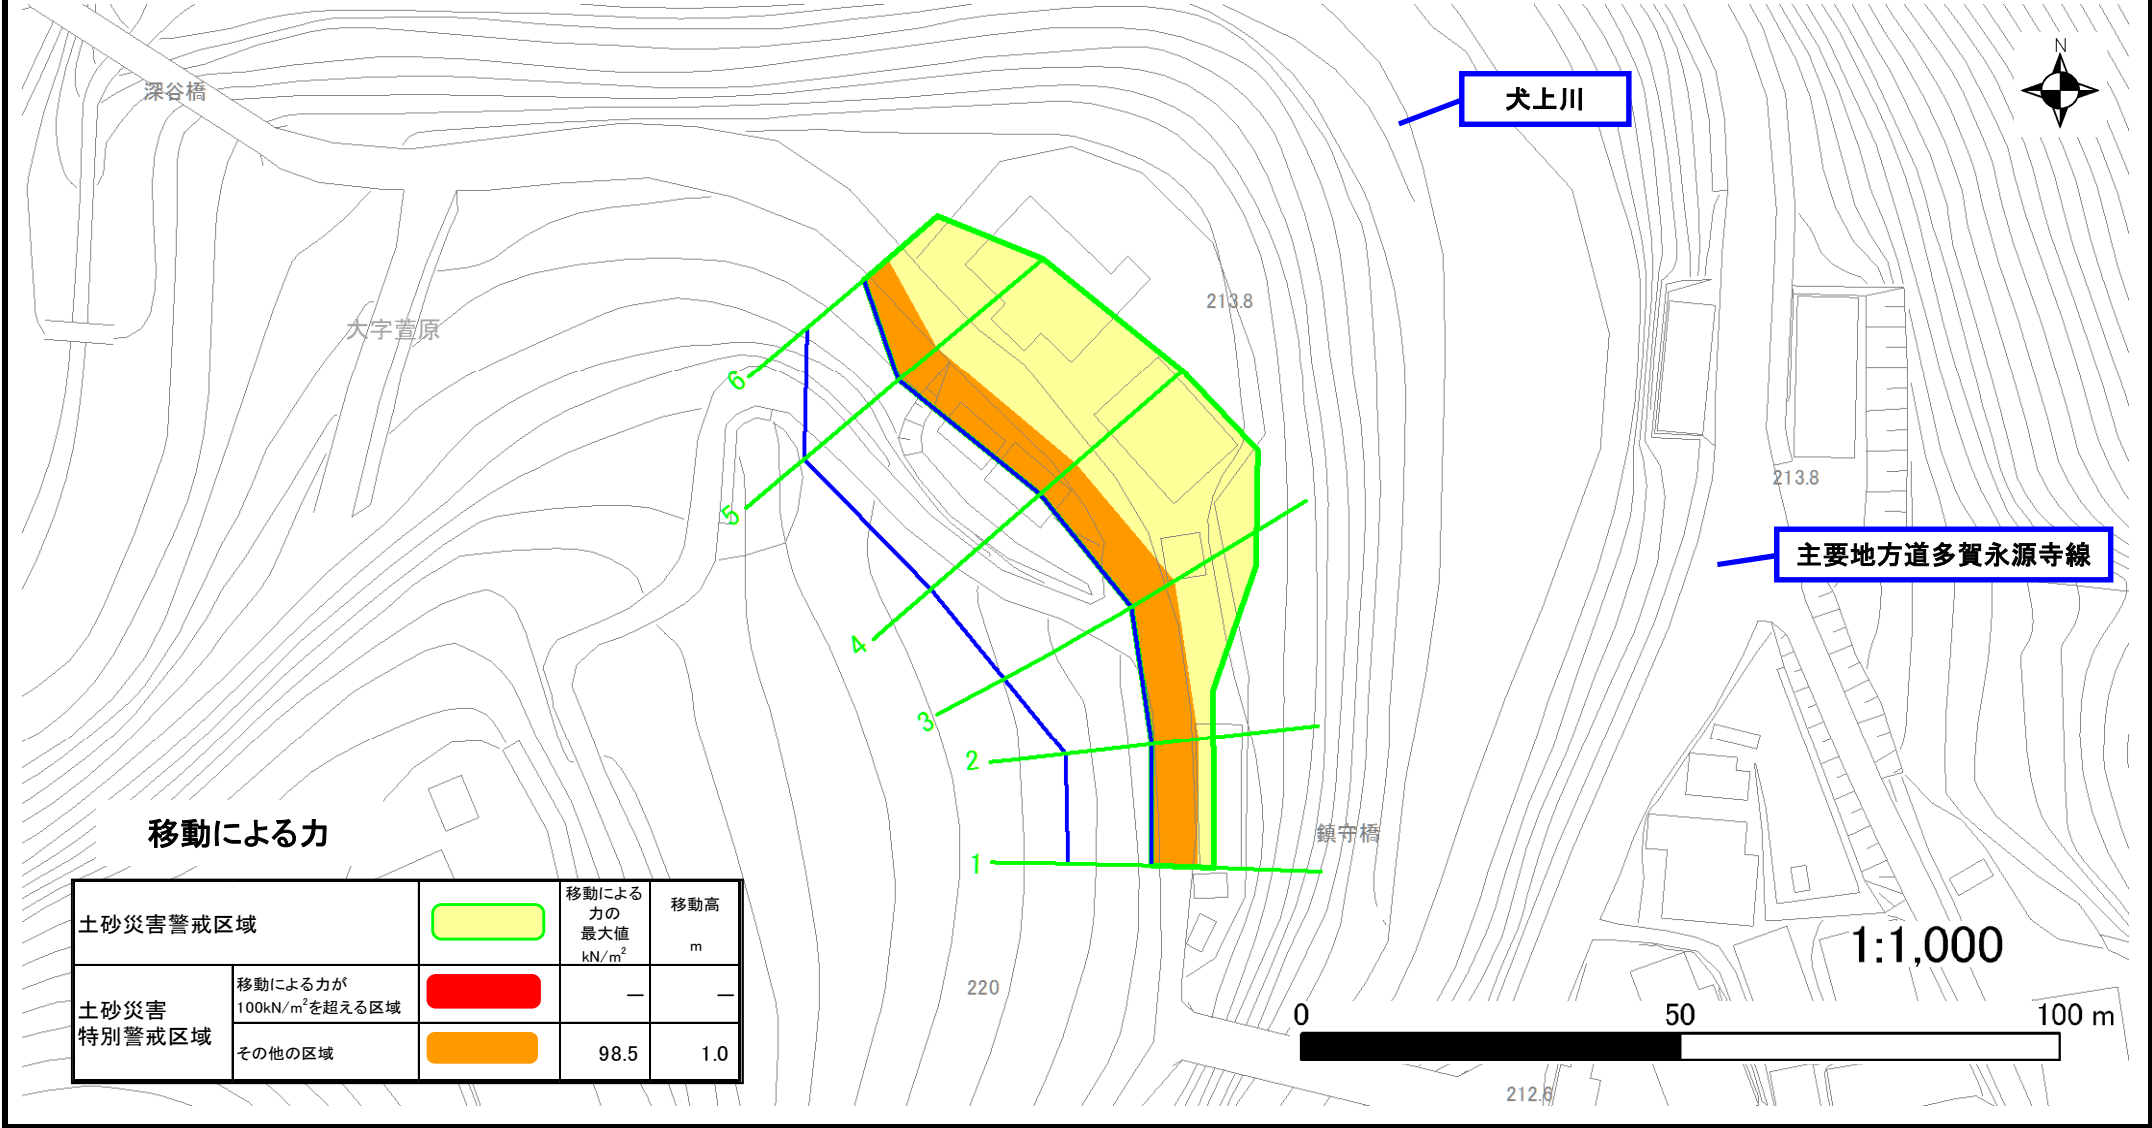 N
深谷橋
犬上川
大字萱原
213.8
213.8
主要地方道多賀永源寺線
6
5
4
3
2
1
鎮守橋
220
212.6
移動による力
土砂災害警戒区域
移動による
力の
最大値
kN/m²
移動高
m
土砂災害
特別警戒区域
移動による力が
100kN/m²を超える区域
－
－
その他の区域
98.5
1.0
1:1,000
0
50
100 m